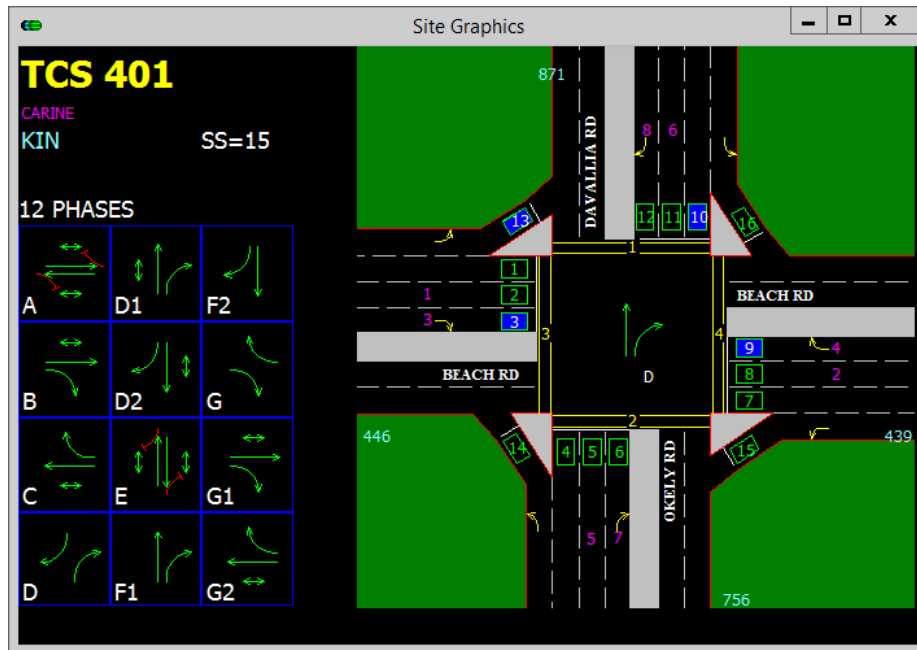 Site Graphics
TCS 401
CARINE
KIN SS=15
12 PHASES
A D1 F2
B D2 G
C E G1
D F1 G2
871
DAVALLIA RD
8 6
13 12 11 10 16
1
1
1 2
3 3
3
4
BEACH RD
9 4
8 2
7
BEACH RD
D
446
439
2
14 4 5 6 15
OKELY RD
5 7
756